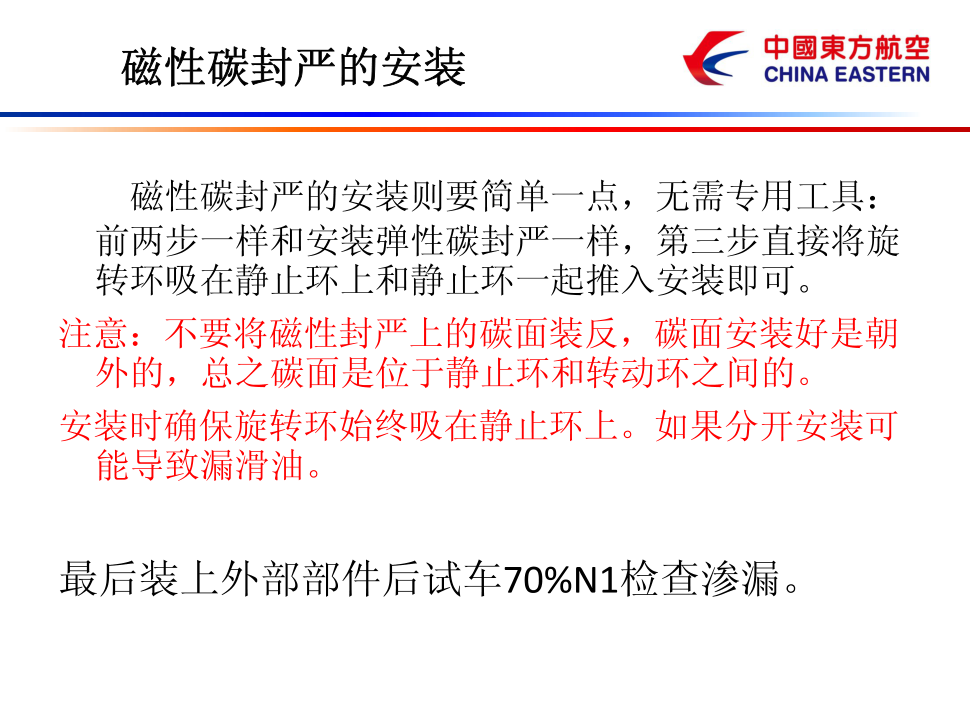 磁性碳封严的安装
中國東方航空
CHINA EASTERN
磁性碳封严的安装则要简单一点，无需专用工具：
前两步一样和安装弹性碳封严一样，第三步直接将旋
转环吸在静止环上和静止环一起推入安装即可。
注意：不要将磁性封严上的碳面装反，碳面安装好是朝
外的，总之碳面是位于静止环和转动环之间的。
安装时确保旋转环始终吸在静止环上。如果分开安装可
能导致漏滑油。
最后装上外部部件后试车70%N1检查渗漏。